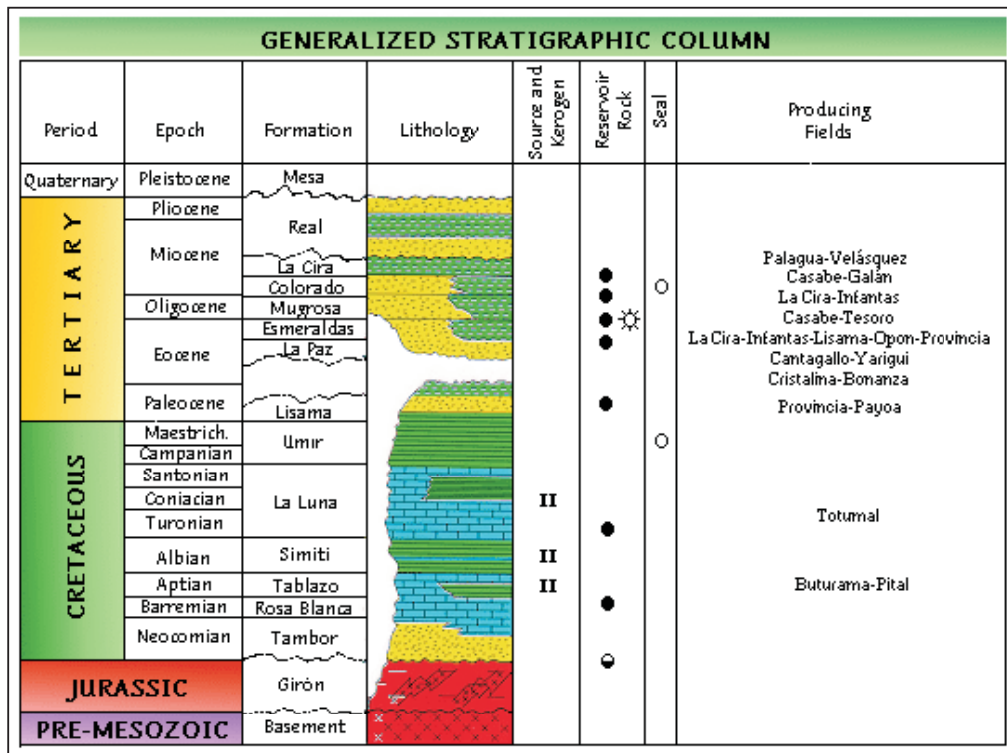 GENERALIZED STRATIGRAPHIC COLUMN
Period
Epoch
Formation
Lithology
Source and
Kerogen
Reservoir
Rock
Seal
Producing
Fields
Quaternary
Pleistocene
Mesa
TERTIARY
Pliocene
Miocene
Oligocene
Eocene
Paleocene
Real
La Cira
Colorado
Mugrosa
Esmeraldas
La Paz
Lisama
Palagua-Velásquez
Casabe-Galán
La Cira-Infantas
Casabe-Tesoro
La Cira-Infantas-Lisama-Opon-Provincia
Cantagallo-Yarigui
Cristalina-Bonanza
Provincia-Payoa
CRETACEOUS
Maestrich.
Campanian
Santonian
Coniacian
Turonian
Albian
Aptian
Barremian
Neocomian
Umir
La Luna
Simiti
Tablazo
Rosa Blanca
Tambor
II
II
II
Totumal
Buturama-Pital
JURASSIC
Girón
PRE-MESOZOIC
Basement